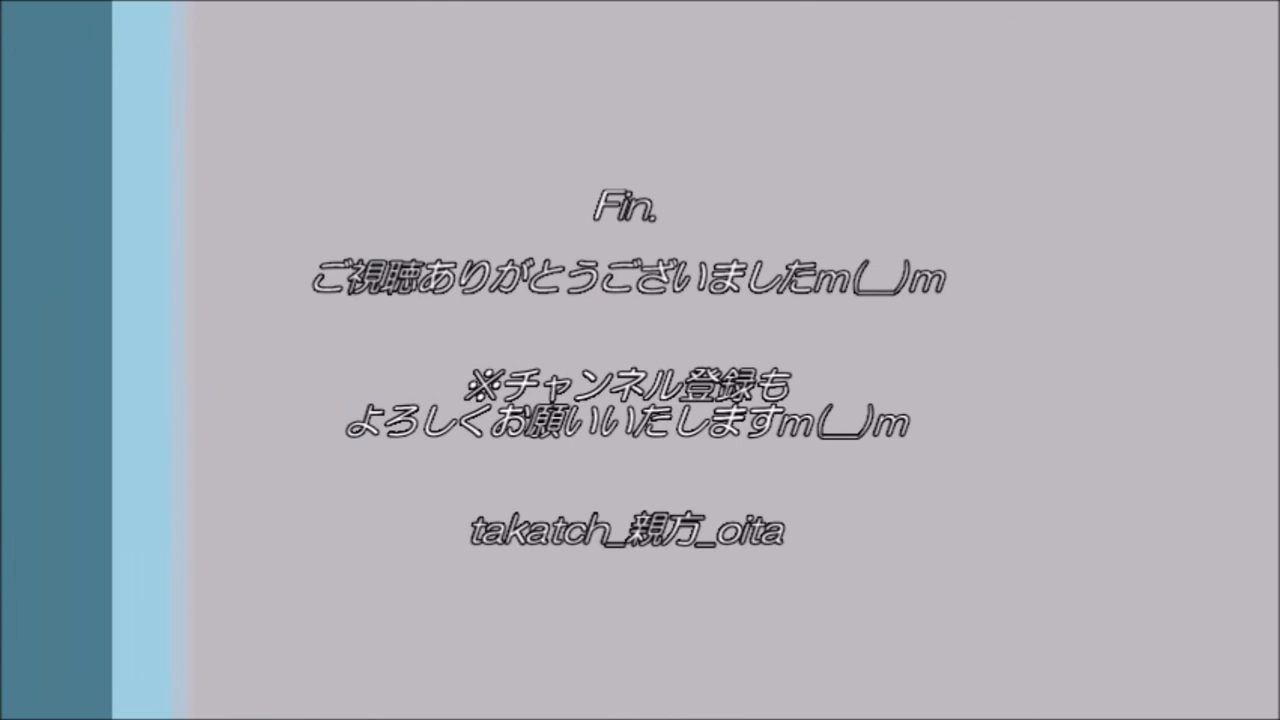 Fin.
ご視聴ありがとうございましたm(__)m
※チャンネル登録も
よろしくお願いいたしますm(__)m
takatch_親方_oita